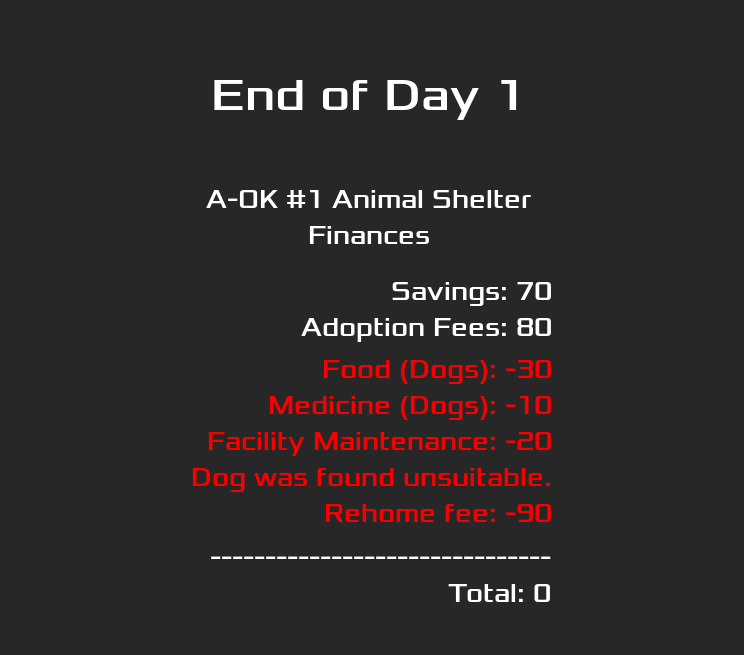 End of Day 1
A-OK #1 Animal Shelter
Finances
Savings: 70
Adoption Fees: 80
Food (Dogs): -30
Medicine (Dogs): -10
Facility Maintenance: -20
Dog was found unsuitable.
Rehome fee: -90
-------------------------------
Total: 0